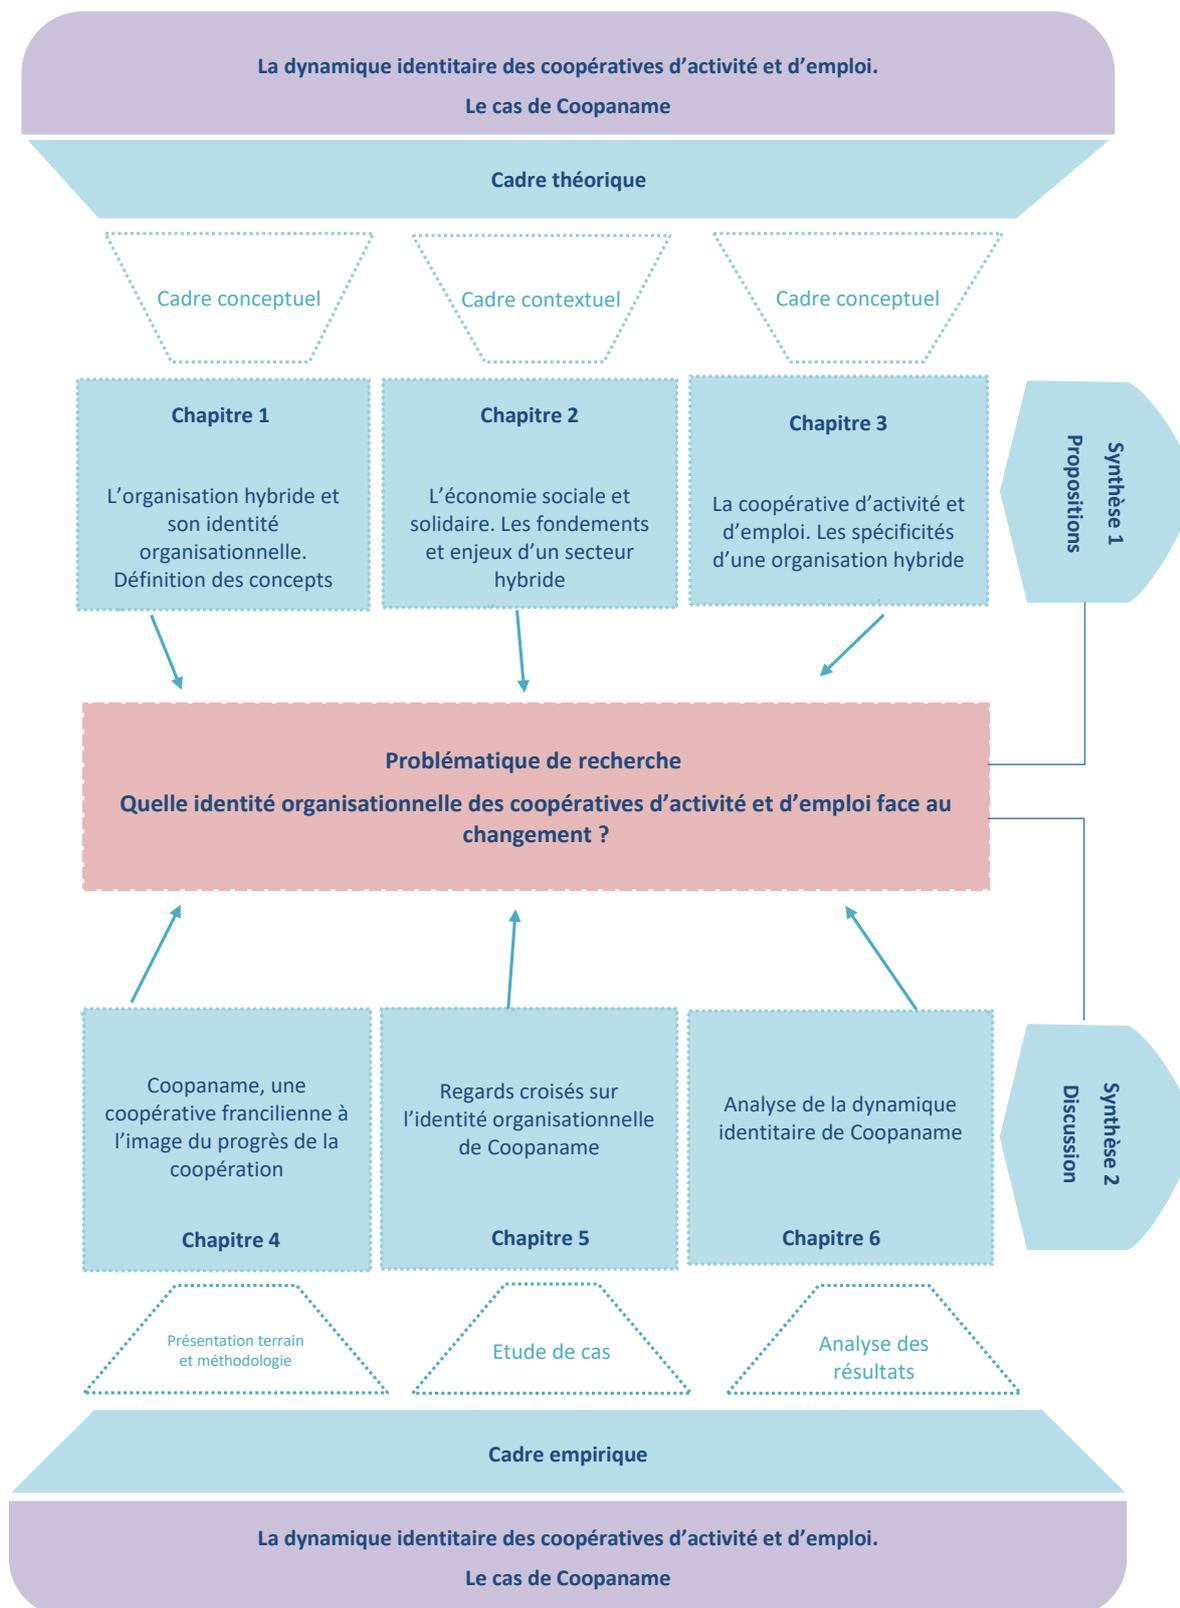 La dynamique identitaire des coopératives d’activité et d’emploi.
Le cas de Coopaname
Cadre théorique
Cadre conceptuel
Cadre contextuel
Cadre conceptuel
Chapitre 1
L’organisation hybride et
son identité
organisationnelle.
Définition des concepts
Chapitre 2
L’économie sociale et
solidaire. Les fondements
et enjeux d’un secteur
hybride
Chapitre 3
La coopérative d’activité et
d’emploi. Les spécificités
d’une organisation hybride
Synthèse 1
Propositions
Problématique de recherche
Quelle identité organisationnelle des coopératives d’activité et d’emploi face au
changement ?
Coopaname, une
coopérative francilienne à
l’image du progrès de la
coopération
Chapitre 4
Regards croisés sur
l’identité organisationnelle
de Coopaname
Chapitre 5
Analyse de la dynamique
identitaire de Coopaname
Chapitre 6
Synthèse 2
Discussion
Présentation terrain
et méthodologie
Etude de cas
Analyse des
résultats
Cadre empirique
La dynamique identitaire des coopératives d’activité et d’emploi.
Le cas de Coopaname